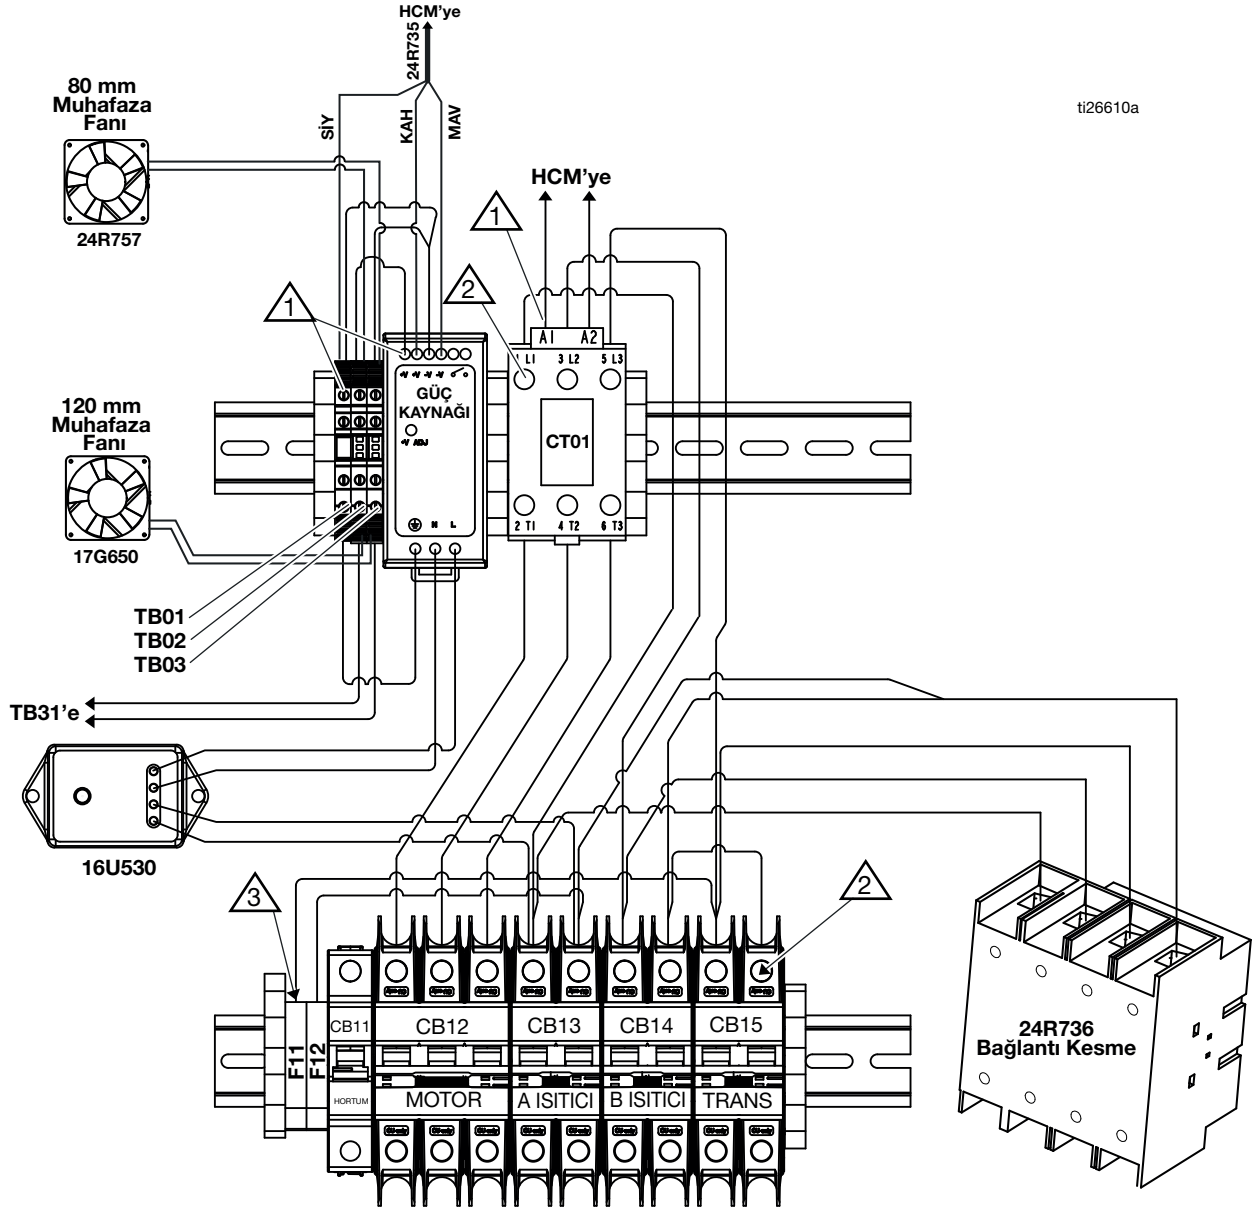 HCM'ye
24R735
80 mm
Muhafaza
Fanı
24R757
SİY
KAH
MAV
ti26610a
HCM'ye
1
2
1
A1 A2
1 L1 3 L2 5 L3
+V +V -V -V
GÜÇ
KAYNAĞI
+V ADJ
N L
CT01
2 T1 4 T2 6 T3
120 mm
Muhafaza
Fanı
17G650
TB01
TB02
TB03
TB31'e
16U530
3
2
F11
F12
CB11 CB12 CB13 CB14 CB15
HORTUM MOTOR A ISITICI B ISITICI TRANS
24R736
Bağlantı Kesme